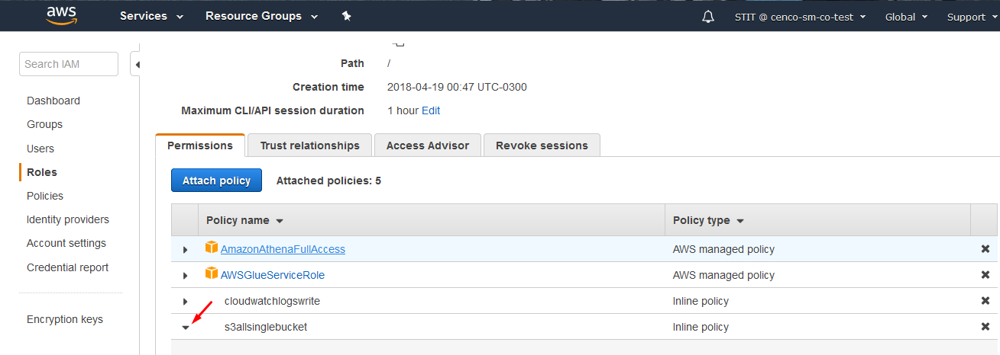 aws Services Resource Groups STIT @ cenco-sm-co-test Global Support
Search IAM
Dashboard
Groups
Users
Roles
Policies
Identity providers
Account settings
Credential report
Encryption keys
Path /
Creation time 2018-04-19 00:47 UTC-0300
Maximum CLI/API session duration 1 hour Edit
Permissions Trust relationships Access Advisor Revoke sessions
Attach policy Attached policies: 5
Policy name Policy type
AmazonAthenaFullAccess AWS managed policy
AWSGlueServiceRole AWS managed policy
cloudwatchlogswrite Inline policy
s3allsinglebucket Inline policy